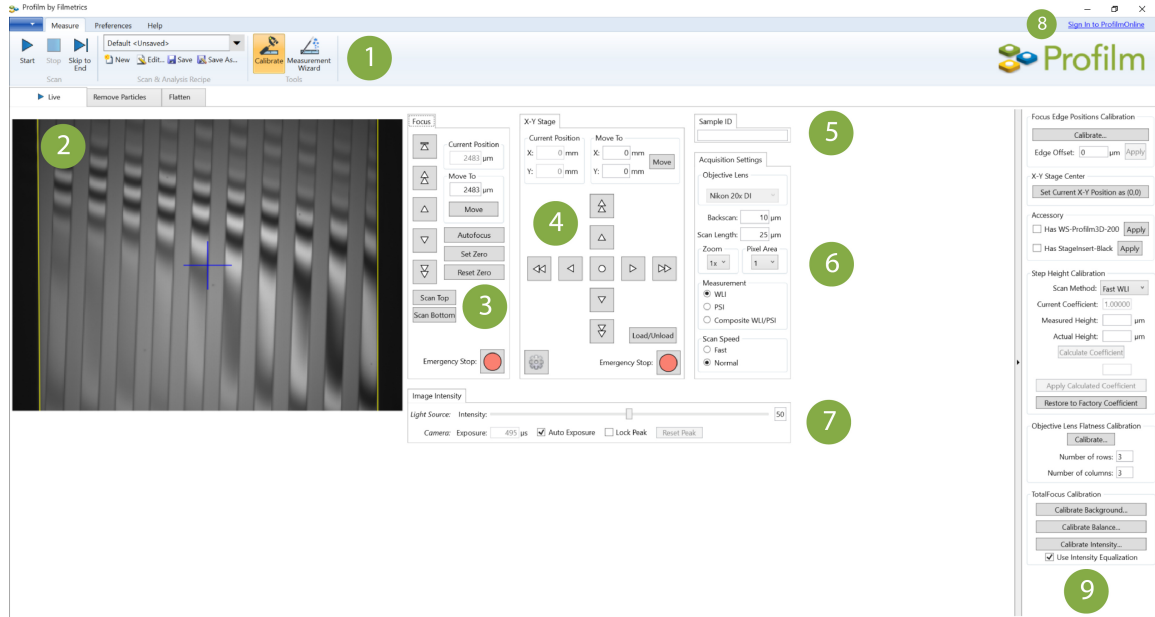 Profilm by Filmetrics
Measure Preferences Help
8 Sign In to ProfilmOnline
Start Stop Skip to End
Scan
Default <Unsaved>
New Edit... Save Save As...
Scan & Analysis Recipe
Calibrate Measurement Wizard
Tools
1
Profilm
Live Remove Particles Flatten
2
Focus
Current Position
2483 µm
Move To
2483 µm
Move
Autofocus
Set Zero
Reset Zero
Scan Top
Scan Bottom
3
Emergency Stop:
X-Y Stage
Current Position
X: 0 mm
Y: 0 mm
Move To
X: 0 mm
Y: 0 mm
Move
4
Load/Unload
Emergency Stop:
Sample ID
5
Acquisition Settings
Objective Lens
Nikon 20x DI
Backscan: 10 µm
Scan Length: 25 µm
Zoom
1x
Pixel Area
1
6
Measurement
WLI
PSI
Composite WLI/PSI
Scan Speed
Fast
Normal
Image Intensity
Light Source: Intensity: 50
Camera: Exposure: 495 µs Auto Exposure Lock Peak Reset Peak
7
Focus Edge Positions Calibration
Calibrate...
Edge Offset: 0 µm Apply
X-Y Stage Center
Set Current X-Y Position as (0,0)
Accessory
Has WS-Profilm3D-200 Apply
Has StageInsert-Black Apply
Step Height Calibration
Scan Method: Fast WLI
Current Coefficient: 1.00000
Measured Height: µm
Actual Height: µm
Calculate Coefficient
Apply Calculated Coefficient
Restore to Factory Coefficient
Objective Lens Flatness Calibration
Calibrate...
Number of rows: 3
Number of columns: 3
TotalFocus Calibration
Calibrate Background...
Calibrate Balance...
Calibrate Intensity...
Use Intensity Equalization
9